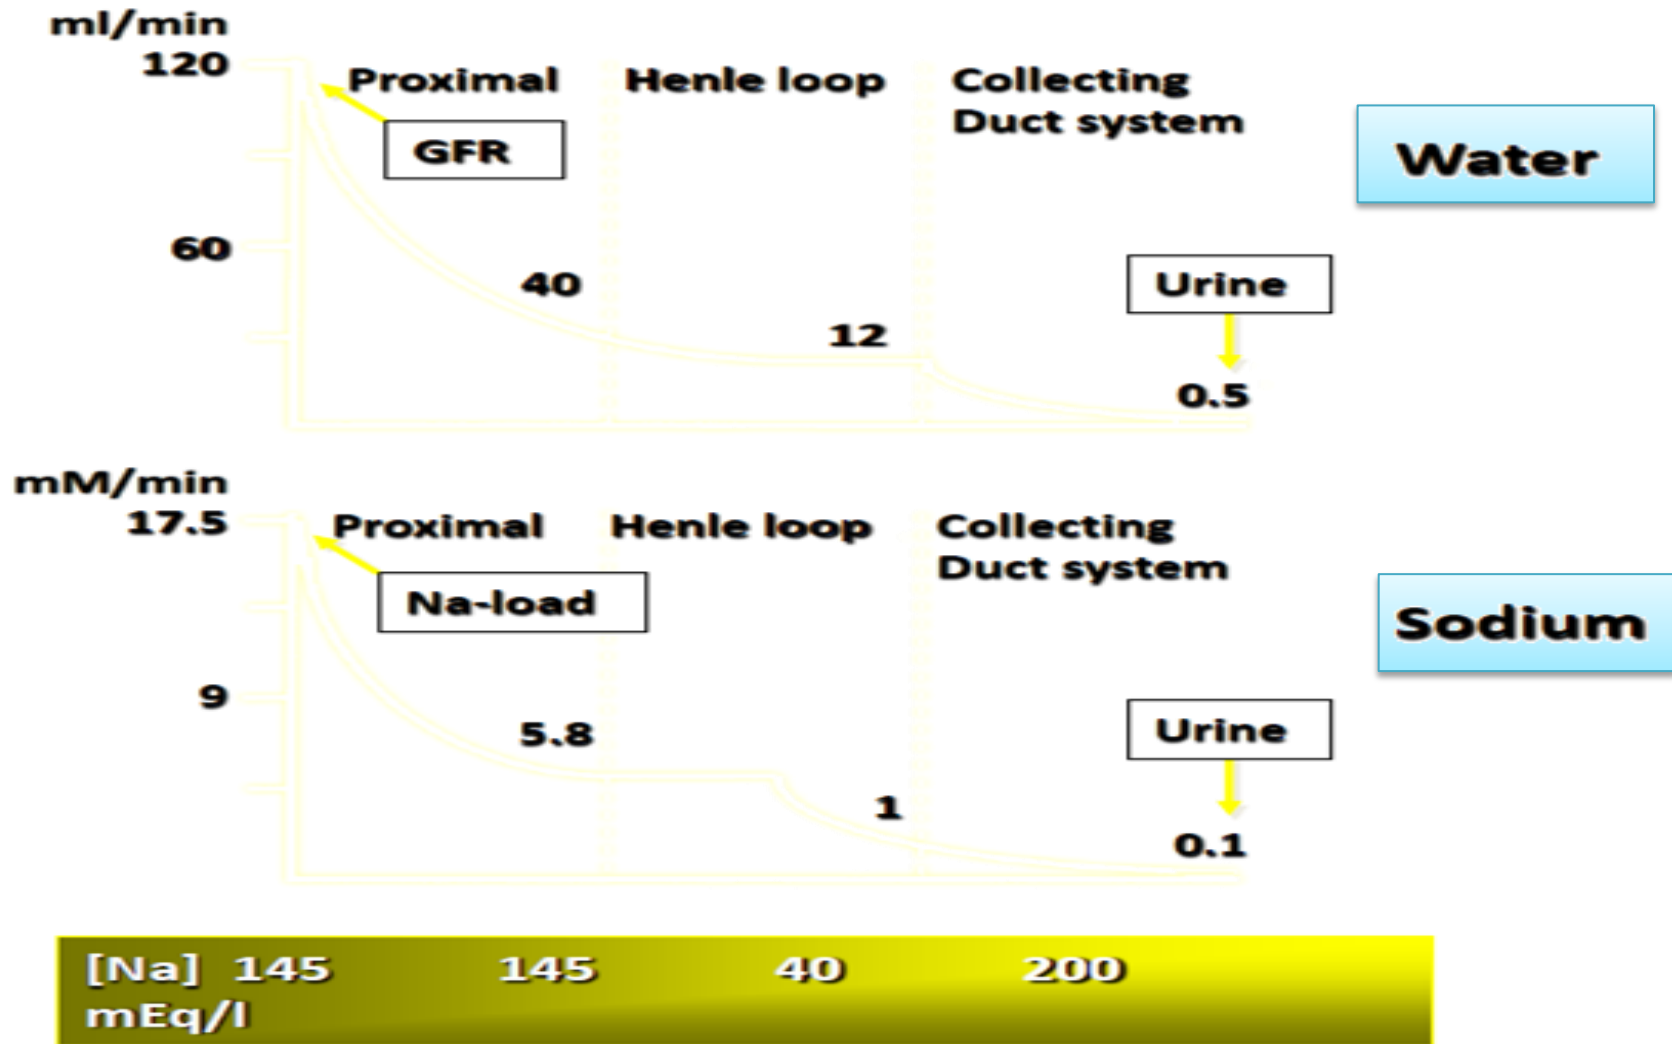 ml/min
120
Proximal Henle loop Collecting
Duct system
GFR
Water
60
40
12
Urine
0.5
mM/min
17.5
Proximal Henle loop Collecting
Duct system
Na-load
Sodium
9
5.8
1
Urine
0.1
[Na] 145 145 40 200
mEq/l